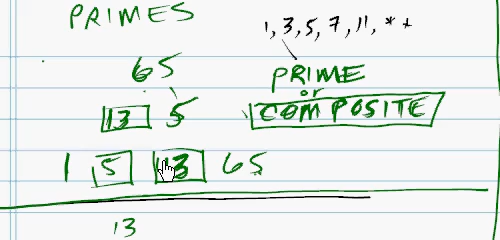 PRIMES
1, 3, 5, 7, 11, * *
65
PRIME
or
13 5
COMPOSITE
1 5 13 65
13